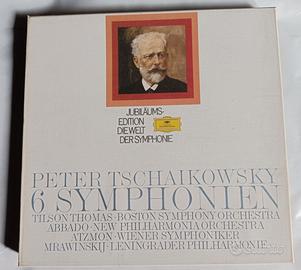 JUBILÄUMS-
EDITION
DIE WELT
DER SYMPHONIE
PETER TSCHAIKOWSKY
6 SYMPHONIEN
TILSON THOMAS·BOSTON SYMPHONY ORCHESTRA
ABBADO·NEW PHILHARMONIA ORCHESTRA
ATZMON·WIENER SYMPHONIKER
MRAWINSKIJ·LENINGRADER PHILHARMONIE
subito